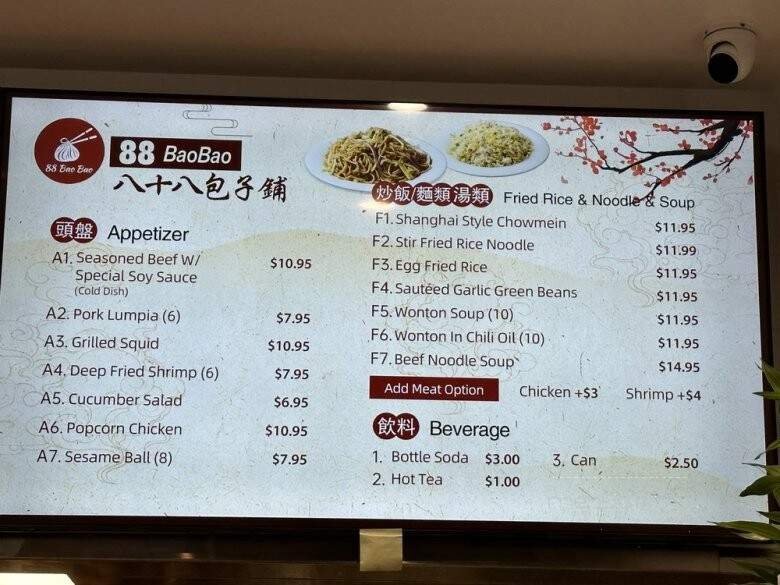 88 Bao Bao
88 BaoBao
八十八包子鋪
頭盤 Appetizer
A1. Seasoned Beef W/
Special Soy Sauce
(Cold Dish)
$10.95
A2. Pork Lumpia (6) $7.95
A3. Grilled Squid $10.95
A4. Deep Fried Shrimp (6) $7.95
A5. Cucumber Salad $6.95
A6. Popcorn Chicken $10.95
A7. Sesame Ball (8) $7.95
炒飯/麵類湯類 Fried Rice & Noodle & Soup
F1. Shanghai Style Chowmein $11.95
F2. Stir Fried Rice Noodle $11.99
F3. Egg Fried Rice $11.95
F4. Sautéed Garlic Green Beans $11.95
F5. Wonton Soup (10) $11.95
F6. Wonton In Chili Oil (10) $11.95
F7. Beef Noodle Soup $14.95
Add Meat Option Chicken +$3 Shrimp +$4
飲料 Beverage
1. Bottle Soda $3.00 3. Can $2.50
2. Hot Tea $1.00